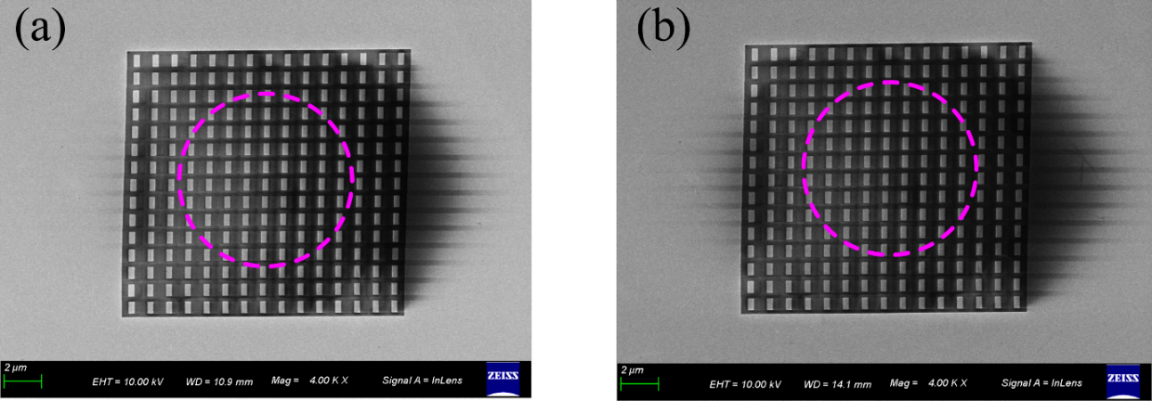 (a)
2 µm
EHT = 10.00 kV WD = 10.9 mm Mag = 4.00 K X Signal A = InLens ZEISS
(b)
2 µm
EHT = 10.00 kV WD = 14.1 mm Mag = 4.00 K X Signal A = InLens ZEISS